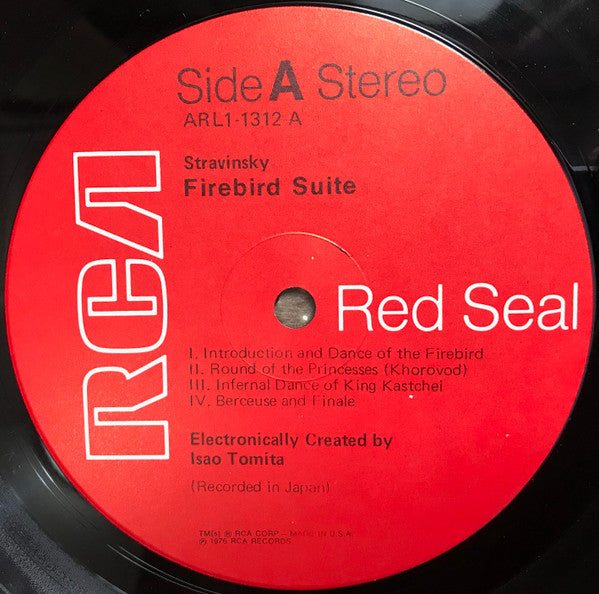 Side A Stereo
ARL1-1312 A
Stravinsky
Firebird Suite
RCA
Red Seal
I. Introduction and Dance of the Firebird
II. Round of the Princesses (Khorovod)
III. Infernal Dance of King Kastchei
IV. Berceuse and Finale
Electronically Created by
Isao Tomita
(Recorded in Japan)
TM(s) ® RCA CORP – MADE IN U.S.A.
℗ 1976 RCA RECORDS